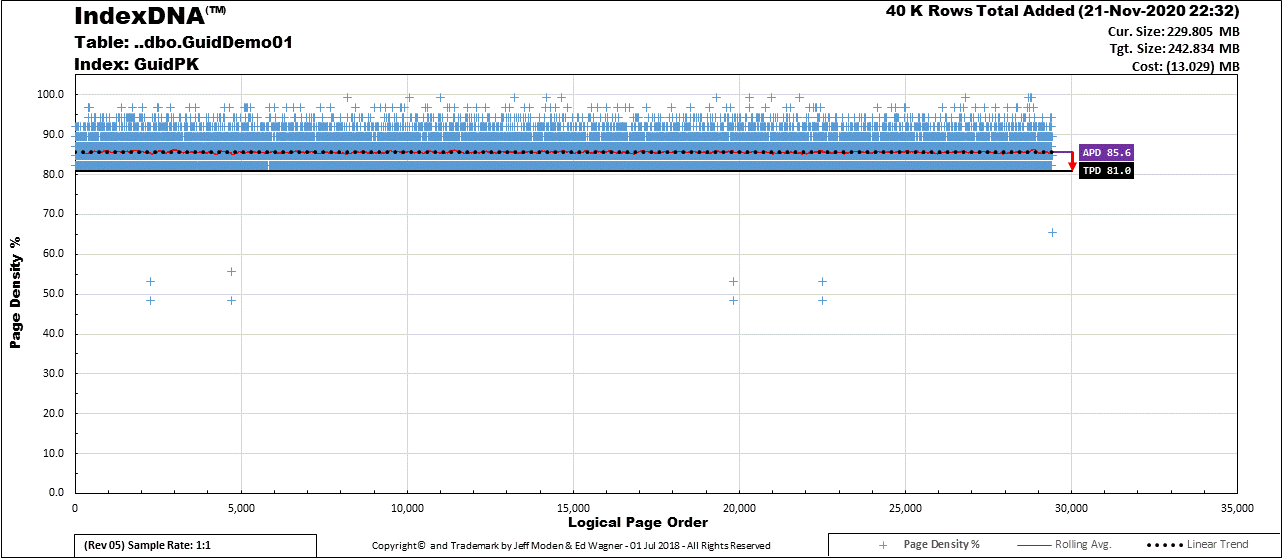 IndexDNA(TM)
Table: ..dbo.GuidDemo01
Index: GuidPK
40 K Rows Total Added (21-Nov-2020 22:32)
Cur. Size: 229.805 MB
Tgt. Size: 242.834 MB
Cost: (13.029) MB
Page Density %
100.0
90.0
80.0
70.0
60.0
50.0
40.0
30.0
20.0
10.0
0.0
APD 85.6
TPD 81.0
0 5,000 10,000 15,000 20,000 25,000 30,000 35,000
Logical Page Order
(Rev 05) Sample Rate: 1:1
Copyright© and Trademark by Jeff Moden & Ed Wagner - 01 Jul 2018 - All Rights Reserved
Page Density % Rolling Avg. Linear Trend